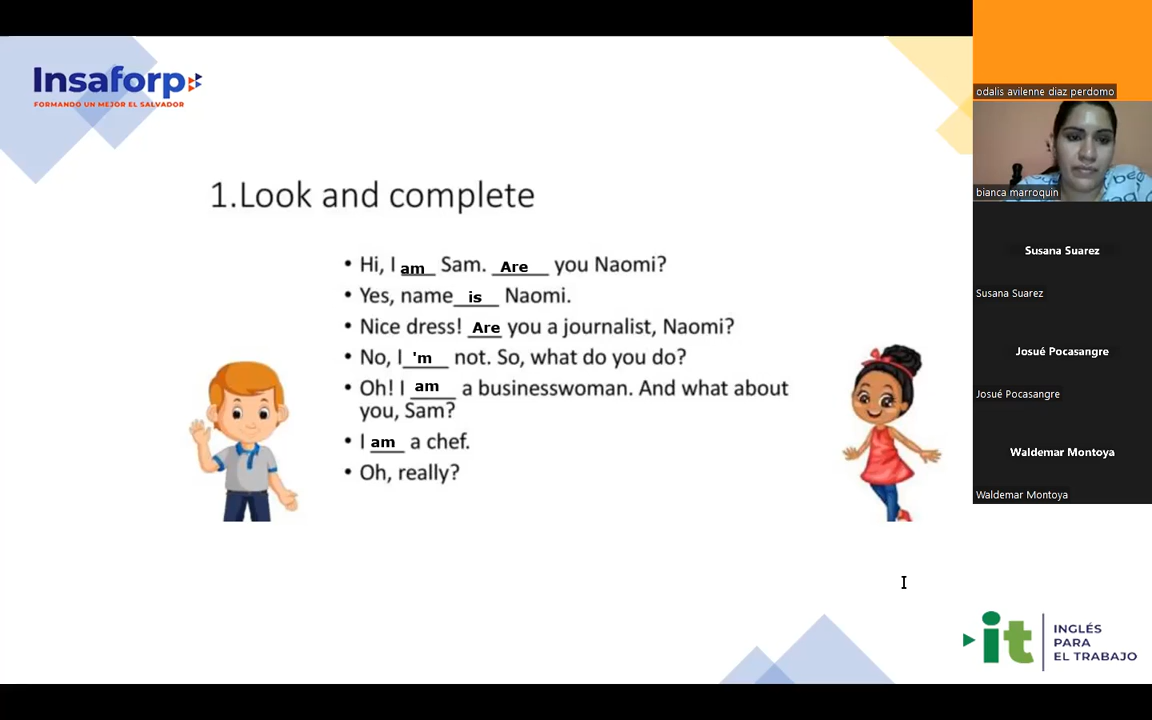 Insaforp
FORMANDO UN MEJOR EL SALVADOR
1.Look and complete
• Hi, I am Sam. Are you Naomi?
• Yes, name is Naomi.
• Nice dress! Are you a journalist, Naomi?
• No, I 'm not. So, what do you do?
• Oh! I am a businesswoman. And what about
you, Sam?
• I am a chef.
• Oh, really?
it
INGLÉS
PARA
EL TRABAJO
odalis avilenne diaz perdomo
bianca marroquin
Susana Suarez
Susana Suarez
Josué Pocasangre
Josué Pocasangre
Waldemar Montoya
Waldemar Montoya